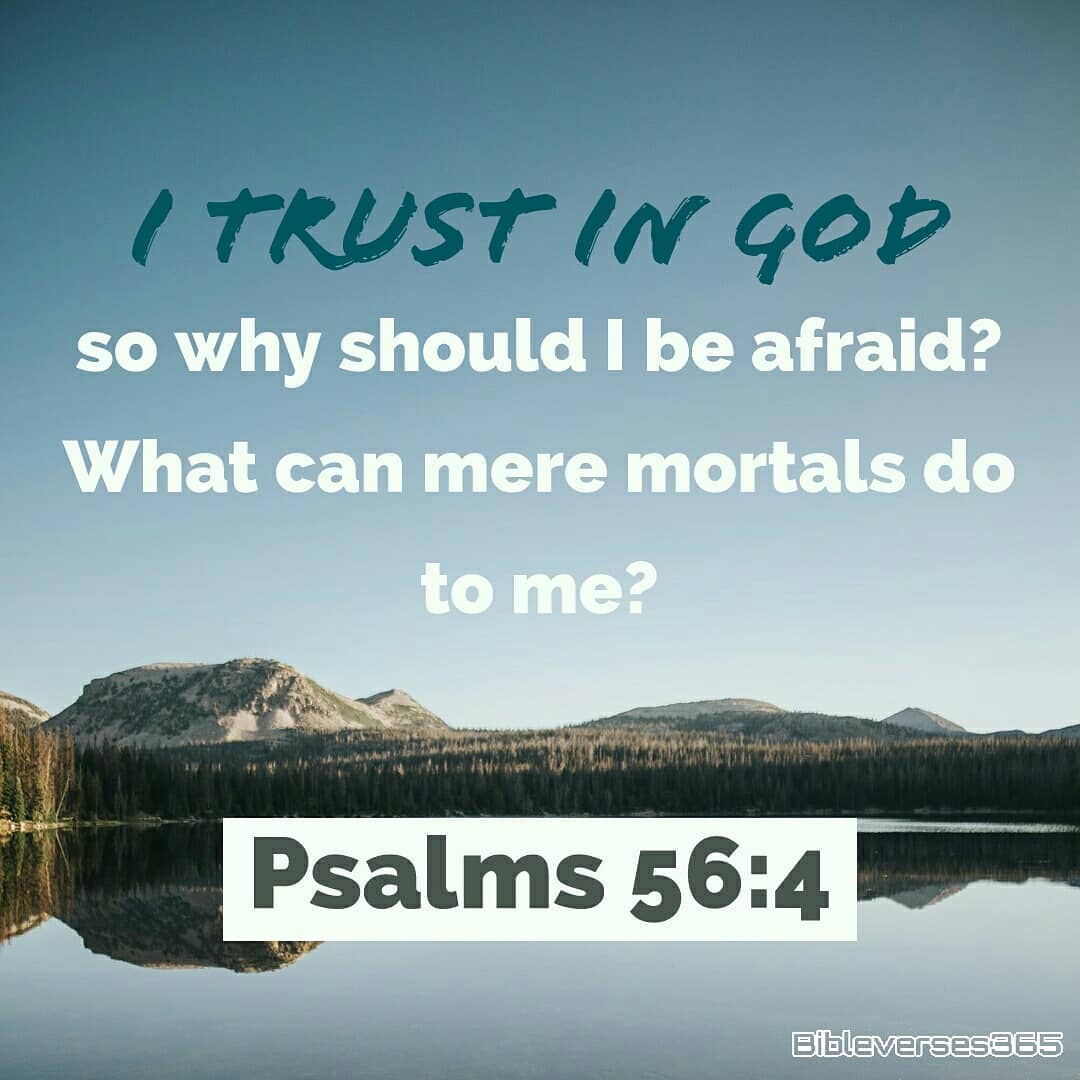 I TRUST IN GOD
so why should I be afraid?
What can mere mortals do
to me?
Psalms 56:4
Bibleverses365